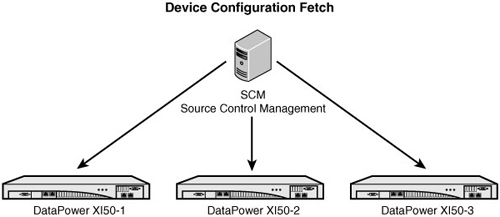 Device Configuration Fetch
SCM
Source Control Management
DataPower XI50-1
DataPower XI50-2
DataPower XI50-3